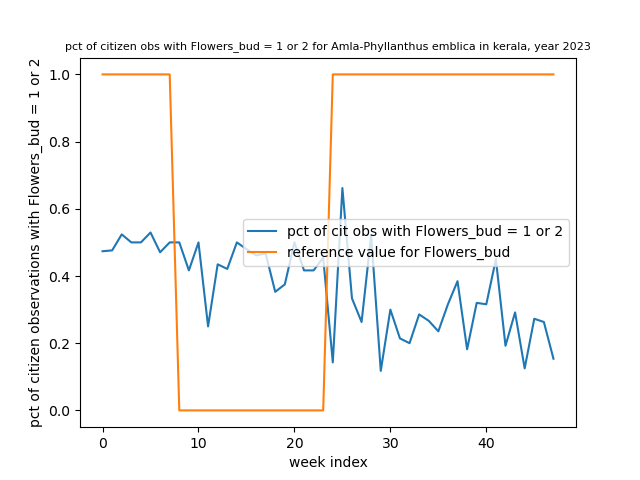 pct of citizen obs with Flowers_bud = 1 or 2 for Amla-Phyllanthus emblica in kerala, year 2023
pct of citizen observations with Flowers_bud = 1 or 2
1.0
0.8
0.6
0.4
0.2
0.0
pct of cit obs with Flowers_bud = 1 or 2
reference value for Flowers_bud
0 10 20 30 40
week index